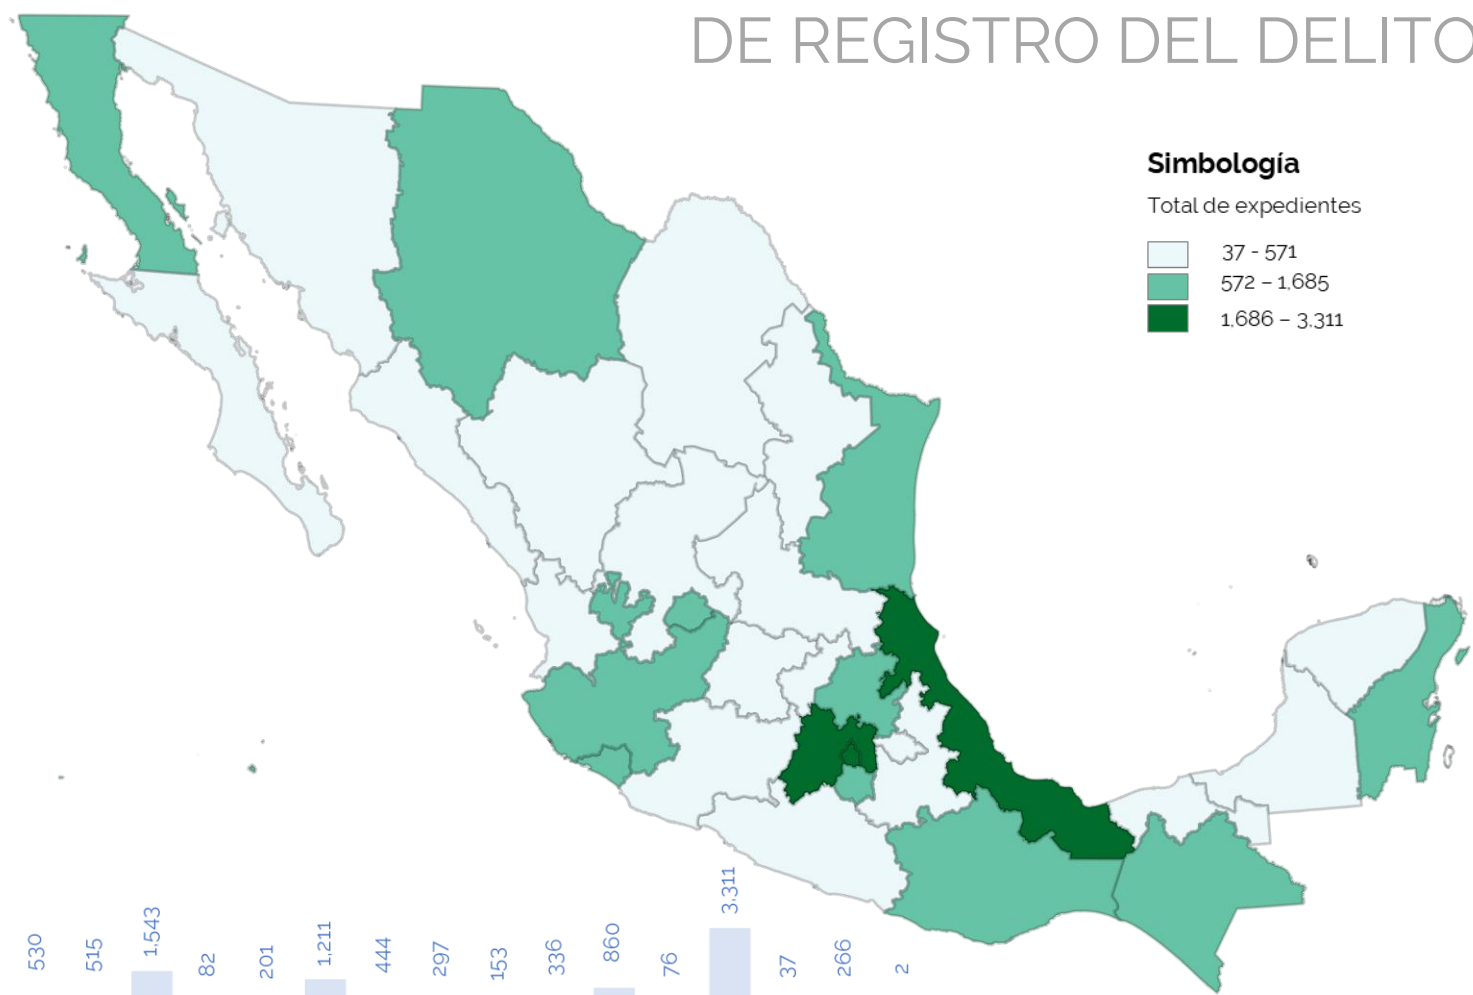 DE REGISTRO DEL DELITO
Simbología
Total de expedientes
37 - 571
572 – 1,685
1,686 – 3,311
530
515
1,543
82
201
1,211
444
297
153
336
860
76
3,311
37
266
2